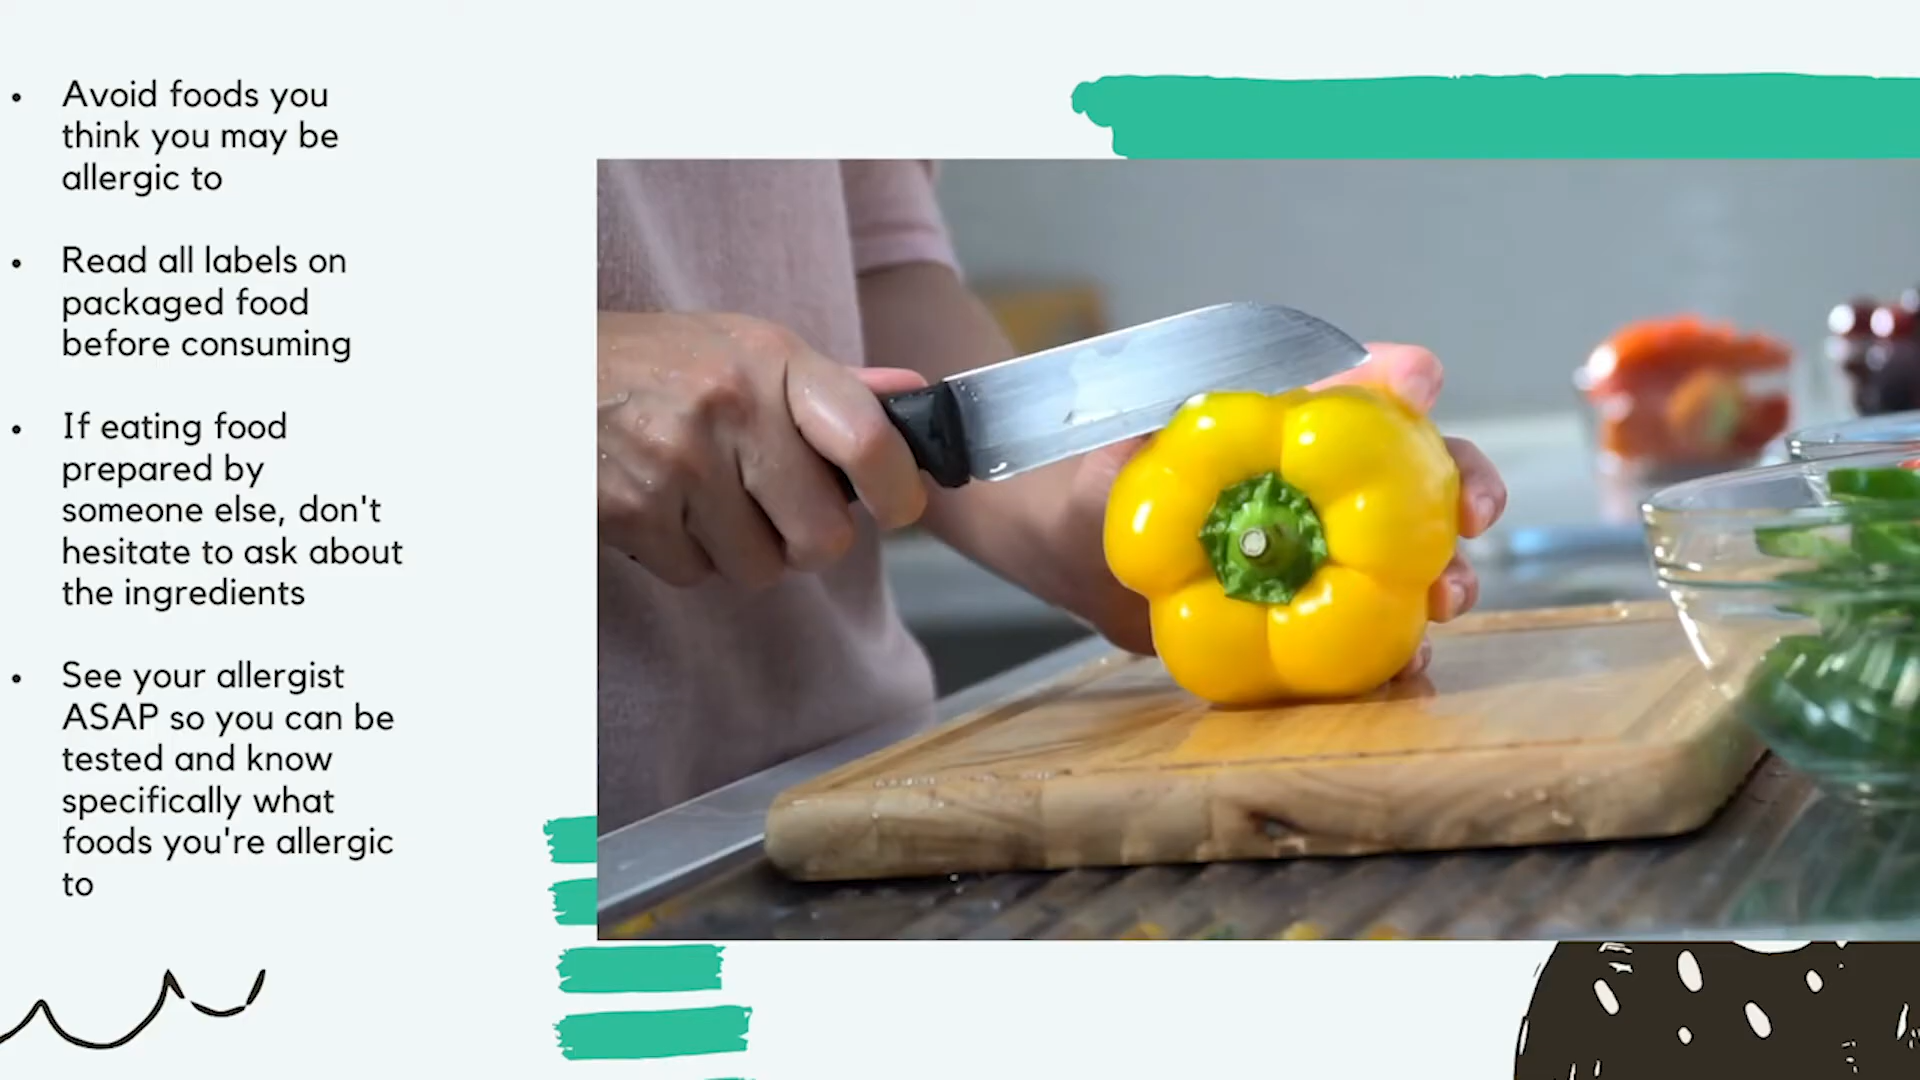 • Avoid foods you
think you may be
allergic to
• Read all labels on
packaged food
before consuming
• If eating food
prepared by
someone else, don't
hesitate to ask about
the ingredients
• See your allergist
ASAP so you can be
tested and know
specifically what
foods you're allergic
to